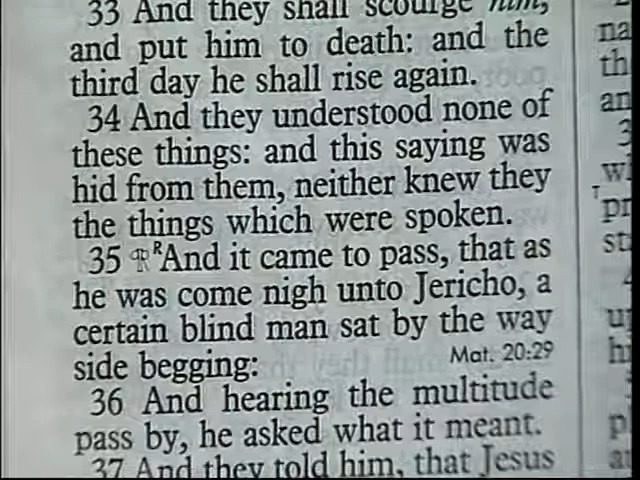 33 And they shall scourge him,
and put him to death: and the
third day he shall rise again.
34 And they understood none of
these things: and this saying was
hid from them, neither knew they
the things which were spoken.
35 ¶ R And it came to pass, that as
he was come nigh unto Jericho, a
certain blind man sat by the way
side begging: Mat. 20:29
36 And hearing the multitude
pass by, he asked what it meant.
37 And they told him, that Jesus